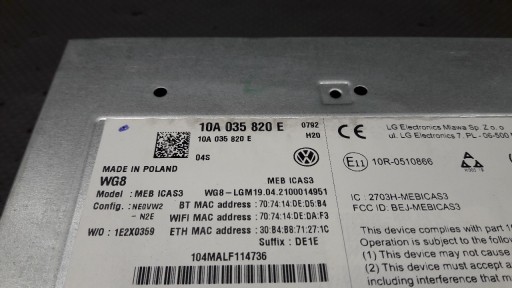 10A 035 820 E 0792
10A 035 820 E H20
04S
MADE IN POLAND
WG8 MEB ICAS3
Model : MEB ICAS3 WG8-LGM19.04.2100014951
Config. : NE0VW2 BT MAC address : 70:74:14:DE:D5:B4
- N2E WIFI MAC address : 70:74:14:DE:DA:F3
W/O : 1E2X0359 ETH MAC address : 30:B4:B8:71:27:1C
Suffix : DE1E
104MALF114736
CE LG Electronics Mlawa Sp. Z o.o
ul. LG Electronics 7. PL - 06-500
E11 10R-0510866
IC : 2703H-MEBICAS3
FCC ID: BEJ-MEBICAS3
This device complies with part 1
Operation is subject to the follow
(1) This device may not cause
(2) This device must accept a
including interference that m